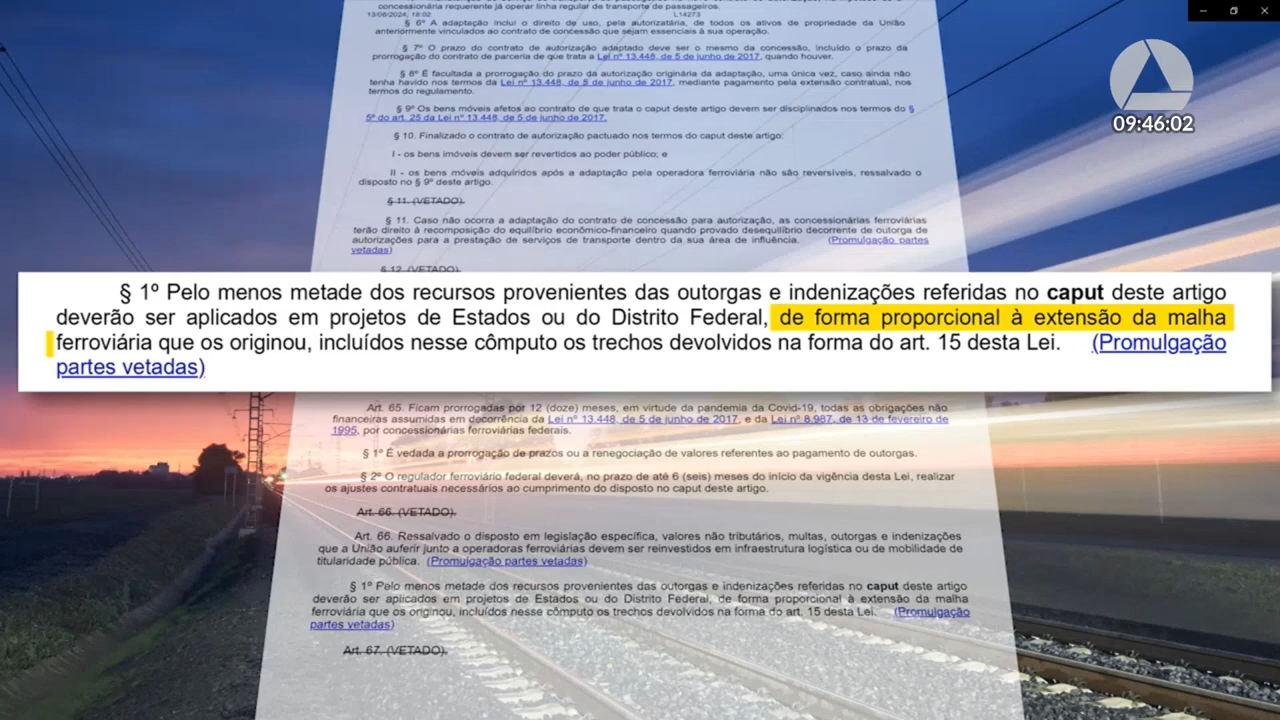 concessionária requerente já operar linha regular de transporte de passageiros.
13/06/2024, 18:02 L14273
§ 6º A adaptação inclui o direito de uso, pela autorizatária, de todos os ativos de propriedade da União
anteriormente vinculados ao contrato de concessão que sejam essenciais à sua operação.
§ 7º O prazo do contrato de autorização adaptado deve ser o mesmo da concessão, incluído o prazo da
prorrogação do contrato de parceria de que trata a Lei nº 13.448, de 5 de junho de 2017, quando houver.
§ 8º É facultada a prorrogação do prazo da autorização originária da adaptação, uma única vez, caso ainda não
tenha havido nos termos da Lei nº 13.448, de 5 de junho de 2017, mediante pagamento pela extensão contratual, nos
termos do regulamento.
§ 9º Os bens móveis afetos ao contrato de que trata o caput deste artigo devem ser disciplinados nos termos do §
5º do art. 25 da Lei nº 13.448, de 5 de junho de 2017.
§ 10. Finalizado o contrato de autorização pactuado nos termos do caput deste artigo:
I - os bens imóveis devem ser revertidos ao poder público; e
II - os bens móveis adquiridos após a adaptação pela operadora ferroviária não são reversíveis, ressalvado o
disposto no § 9º deste artigo.
§ 11. (VETADO).
§ 11. Caso não ocorra a adaptação do contrato de concessão para autorização, as concessionárias ferroviárias
terão direito à recomposição do equilíbrio econômico-financeiro quando provado desequilíbrio decorrente de outorga de
autorizações para a prestação de serviços de transporte dentro da sua área de influência. (Promulgação partes
vetadas)
§ 12. (VETADO).
§ 1º Pelo menos metade dos recursos provenientes das outorgas e indenizações referidas no caput deste artigo
deverão ser aplicados em projetos de Estados ou do Distrito Federal, de forma proporcional à extensão da malha
ferroviária que os originou, incluídos nesse cômputo os trechos devolvidos na forma do art. 15 desta Lei. (Promulgação
partes vetadas)
Art. 65. Ficam prorrogadas por 12 (doze) meses, em virtude da pandemia da Covid-19, todas as obrigações não
financeiras assumidas em decorrência da Lei nº 13.448, de 5 de junho de 2017, e da Lei nº 8.987, de 13 de fevereiro de
1995, por concessionárias ferroviárias federais.
§ 1º É vedada a prorrogação de prazos ou a renegociação de valores referentes ao pagamento de outorgas.
§ 2º O regulador ferroviário federal deverá, no prazo de até 6 (seis) meses do início da vigência desta Lei, realizar
os ajustes contratuais necessários ao cumprimento do disposto no caput deste artigo.
Art. 66. (VETADO).
Art. 66. Ressalvado o disposto em legislação específica, valores não tributários, multas, outorgas e indenizações
que a União auferir junto a operadoras ferroviárias devem ser reinvestidos em infraestrutura logística ou de mobilidade de
titularidade pública. (Promulgação partes vetadas)
§ 1º Pelo menos metade dos recursos provenientes das outorgas e indenizações referidas no caput deste artigo
deverão ser aplicados em projetos de Estados ou do Distrito Federal, de forma proporcional à extensão da malha
ferroviária que os originou, incluídos nesse cômputo os trechos devolvidos na forma do art. 15 desta Lei. (Promulgação
partes vetadas)
Art. 67. (VETADO).
09:46:02